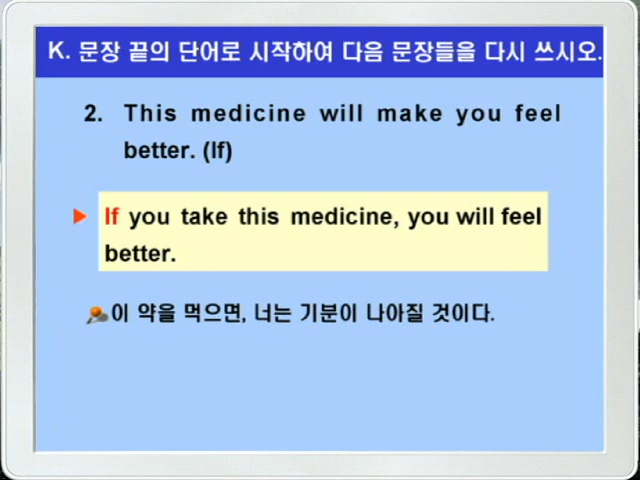 K. 문장 끝의 단어로 시작하여 다음 문장들을 다시 쓰시오.
2. This medicine will make you feel
better. (If)
If you take this medicine, you will feel
better.
이 약을 먹으면, 너는 기분이 나아질 것이다.